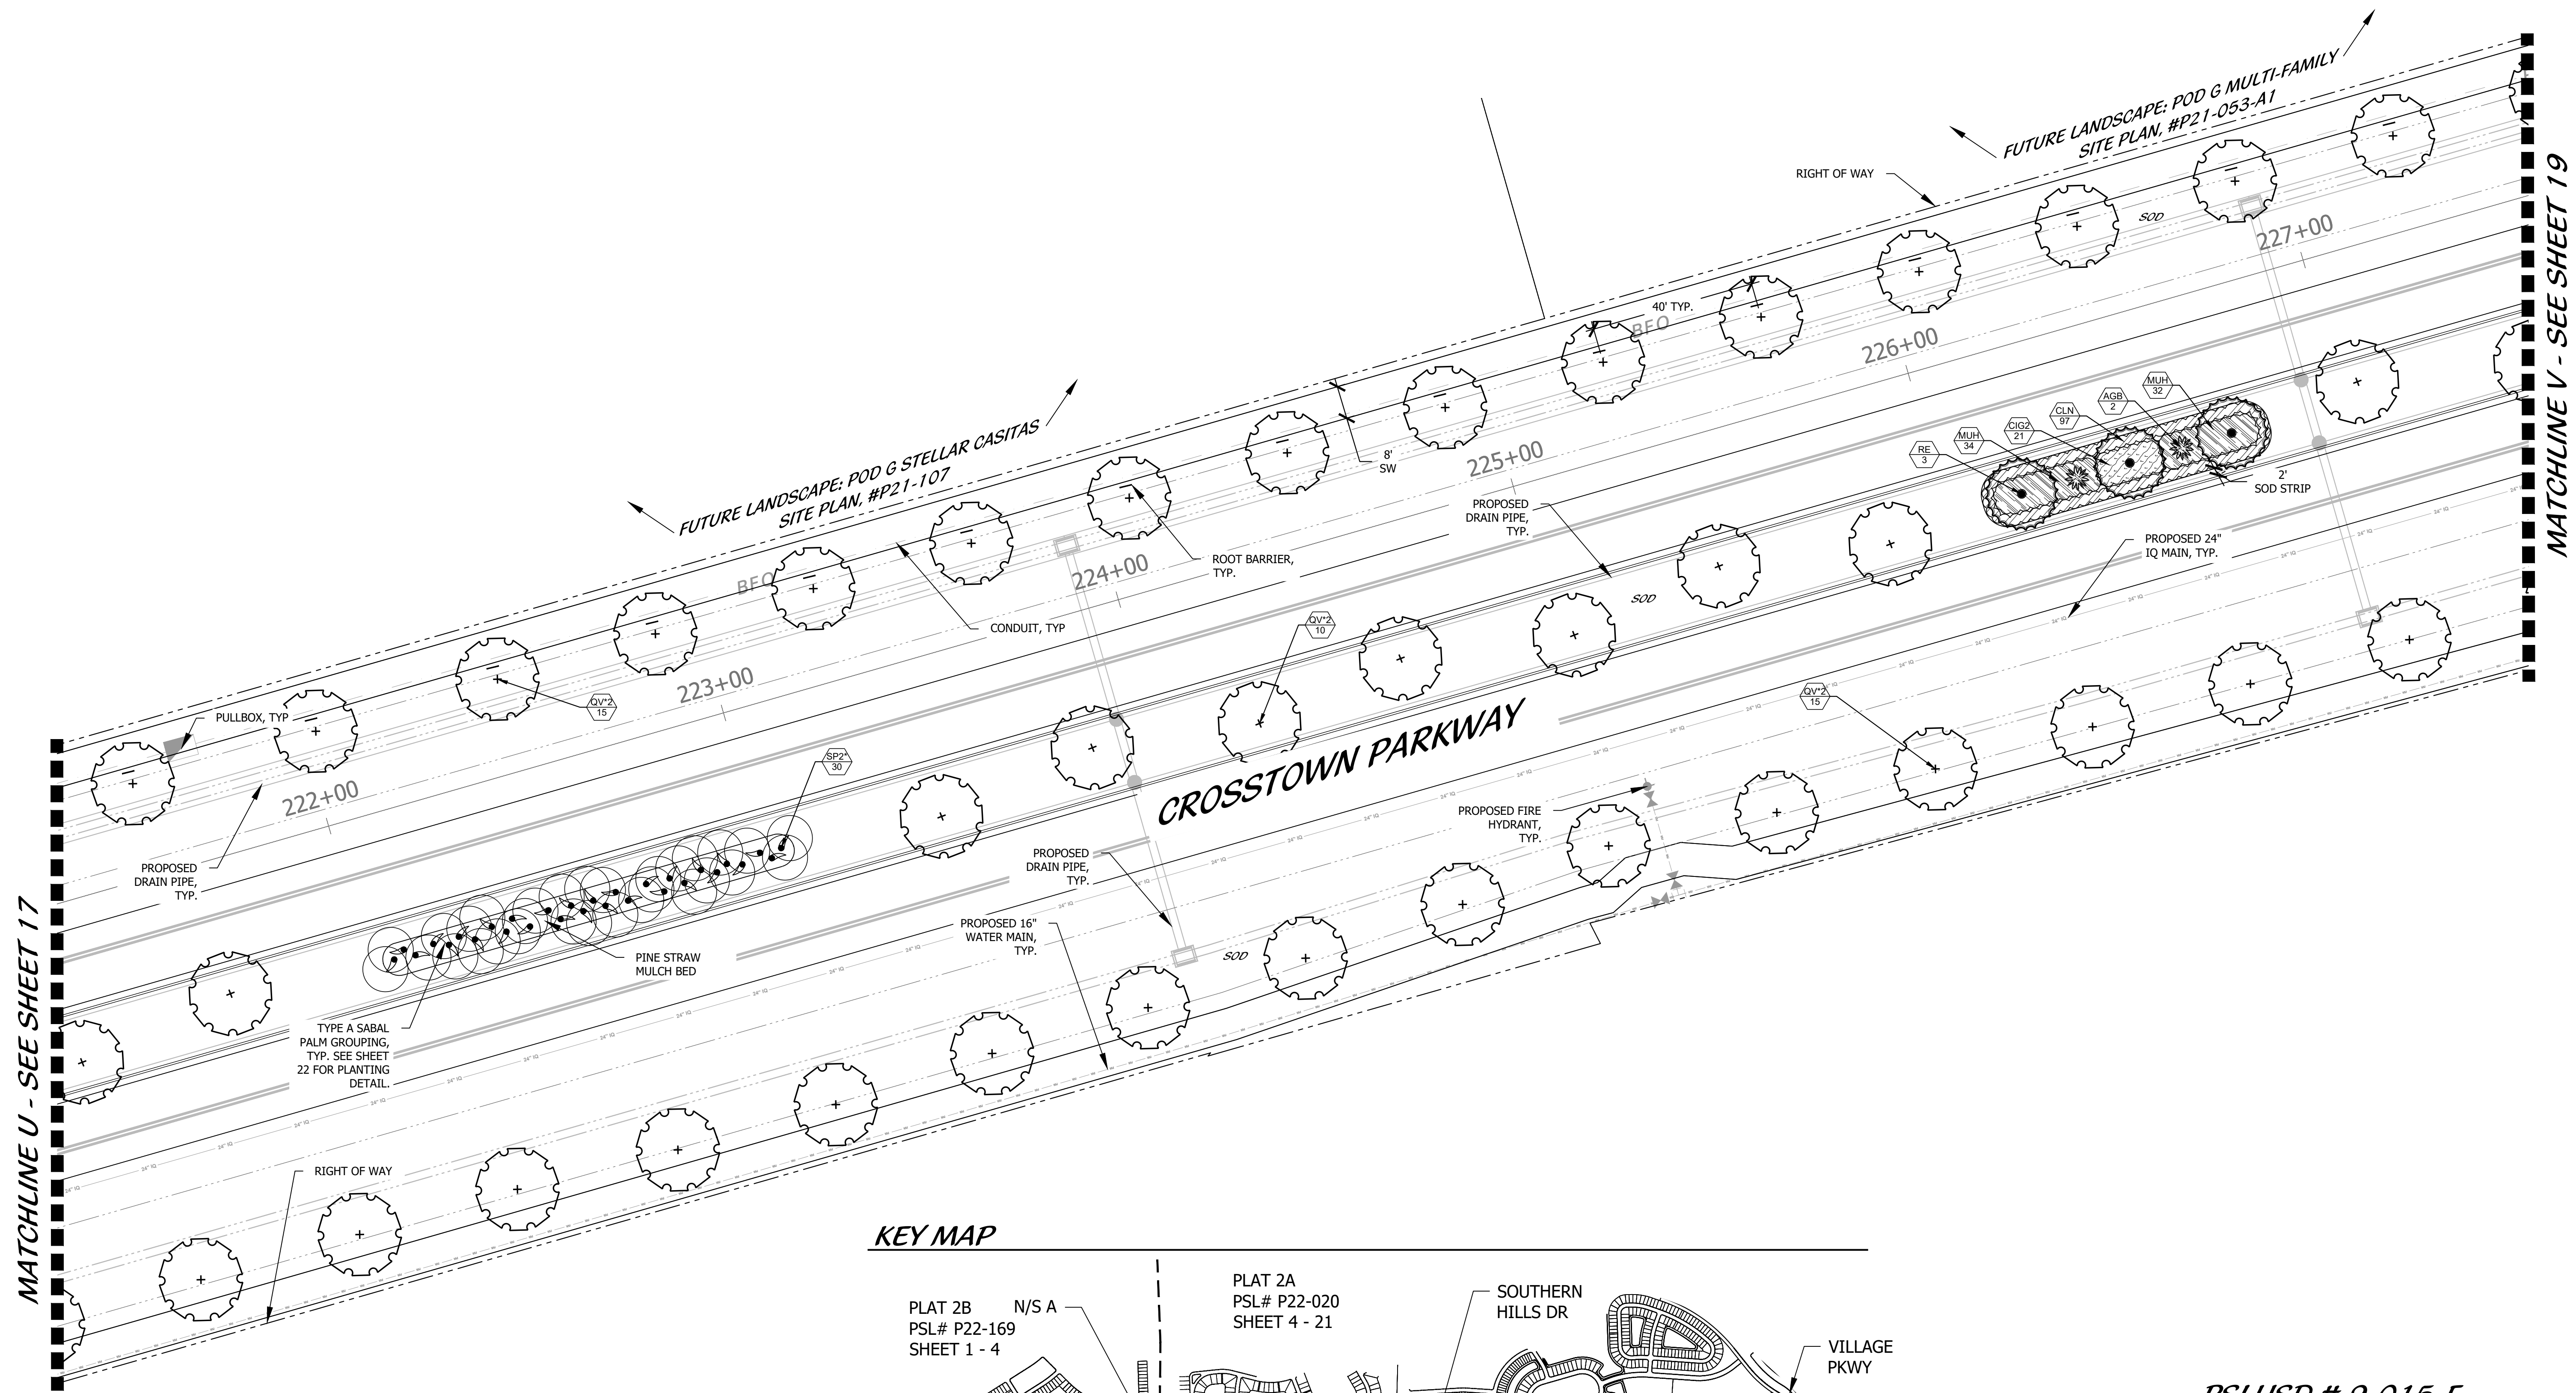 FUTURE LANDSCAPE: POD G MULTI-FAMILY
SITE PLAN, #P21-053-A1
RIGHT OF WAY
MATCHLINE V - SEE SHEET 19
SOD
227+00
40' TYP.
BFO
226+00
FUTURE LANDSCAPE: POD G STELLAR CASITAS
SITE PLAN, #P21-107
8'
SW
225+00
MUH
32
AGB
2
CLN
97
CIG2
21
MUH
34
RE
3
2'
SOD STRIP
PROPOSED
DRAIN PIPE,
TYP.
PROPOSED 24"
IQ MAIN, TYP.
ROOT BARRIER,
TYP.
224+00
BFO
CONDUIT, TYP
SOD
QV*2
10
223+00
QV*2
15
PULLBOX, TYP
QV*2
15
CROSSTOWN PARKWAY
SP2*
30
222+00
PROPOSED FIRE
HYDRANT,
TYP.
PROPOSED
DRAIN PIPE,
TYP.
PROPOSED
DRAIN PIPE,
TYP.
PROPOSED 16"
WATER MAIN,
TYP.
SOD
PINE STRAW
MULCH BED
TYPE A SABAL
PALM GROUPING,
TYP. SEE SHEET
22 FOR PLANTING
DETAIL.
MATCHLINE U - SEE SHEET 17
RIGHT OF WAY
24" IQ
KEY MAP
PLAT 2B
PSL# P22-169
SHEET 1 - 4
N/S A
PLAT 2A
PSL# P22-020
SHEET 4 - 21
SOUTHERN
HILLS DR
VILLAGE
PKWY